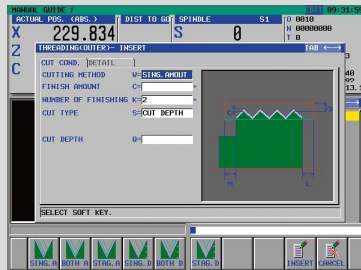 MANUAL GUIDE i
09:31:59
ACTUAL POS. (ABS.) DIST TO GO SPINDLE S1 O 0010
X 229.834 S 0 N 00000000
T 0
Z
C
THREADING(OUTER)- INSERT TAB ←→
CUT COND. DETAIL
CUTTING METHOD W=SING.AMOUT
FINISH AMOUNT C=
NUMBER OF FINISHING K=2
CUT TYPE S=CUT DEPTH
CUT DEPTH Q=
C
M L
SELECT SOFT KEY.
SING. A BOTH A STAG. A SING. D BOTH D STAG. D INSERT CANCEL